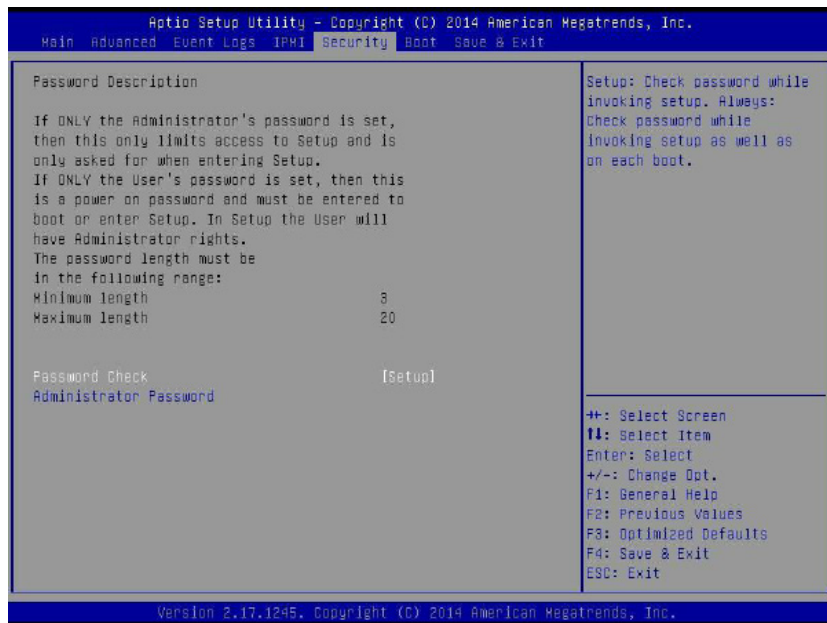 Aptio Setup Utility - Copyright (C) 2014 American Megatrends, Inc.
Main Advanced Event Logs IPMI Security Boot Save & Exit
Password Description
If ONLY the Administrator's password is set,
then this only limits access to Setup and is
only asked for when entering Setup.
If ONLY the User's password is set, then this
is a power on password and must be entered to
boot or enter Setup. In Setup the User will
have Administrator rights.
The password length must be
in the following range:
Minimum length 3
Maximum length 20
Password Check [Setup]
Administrator Password
Setup: Check password while
invoking setup. Always:
Check password while
invoking setup as well as
on each boot.
→←: Select Screen
↑↓: Select Item
Enter: Select
+/-: Change Opt.
F1: General Help
F2: Previous Values
F3: Optimized Defaults
F4: Save & Exit
ESC: Exit
Version 2.17.1245. Copyright (C) 2014 American Megatrends, Inc.